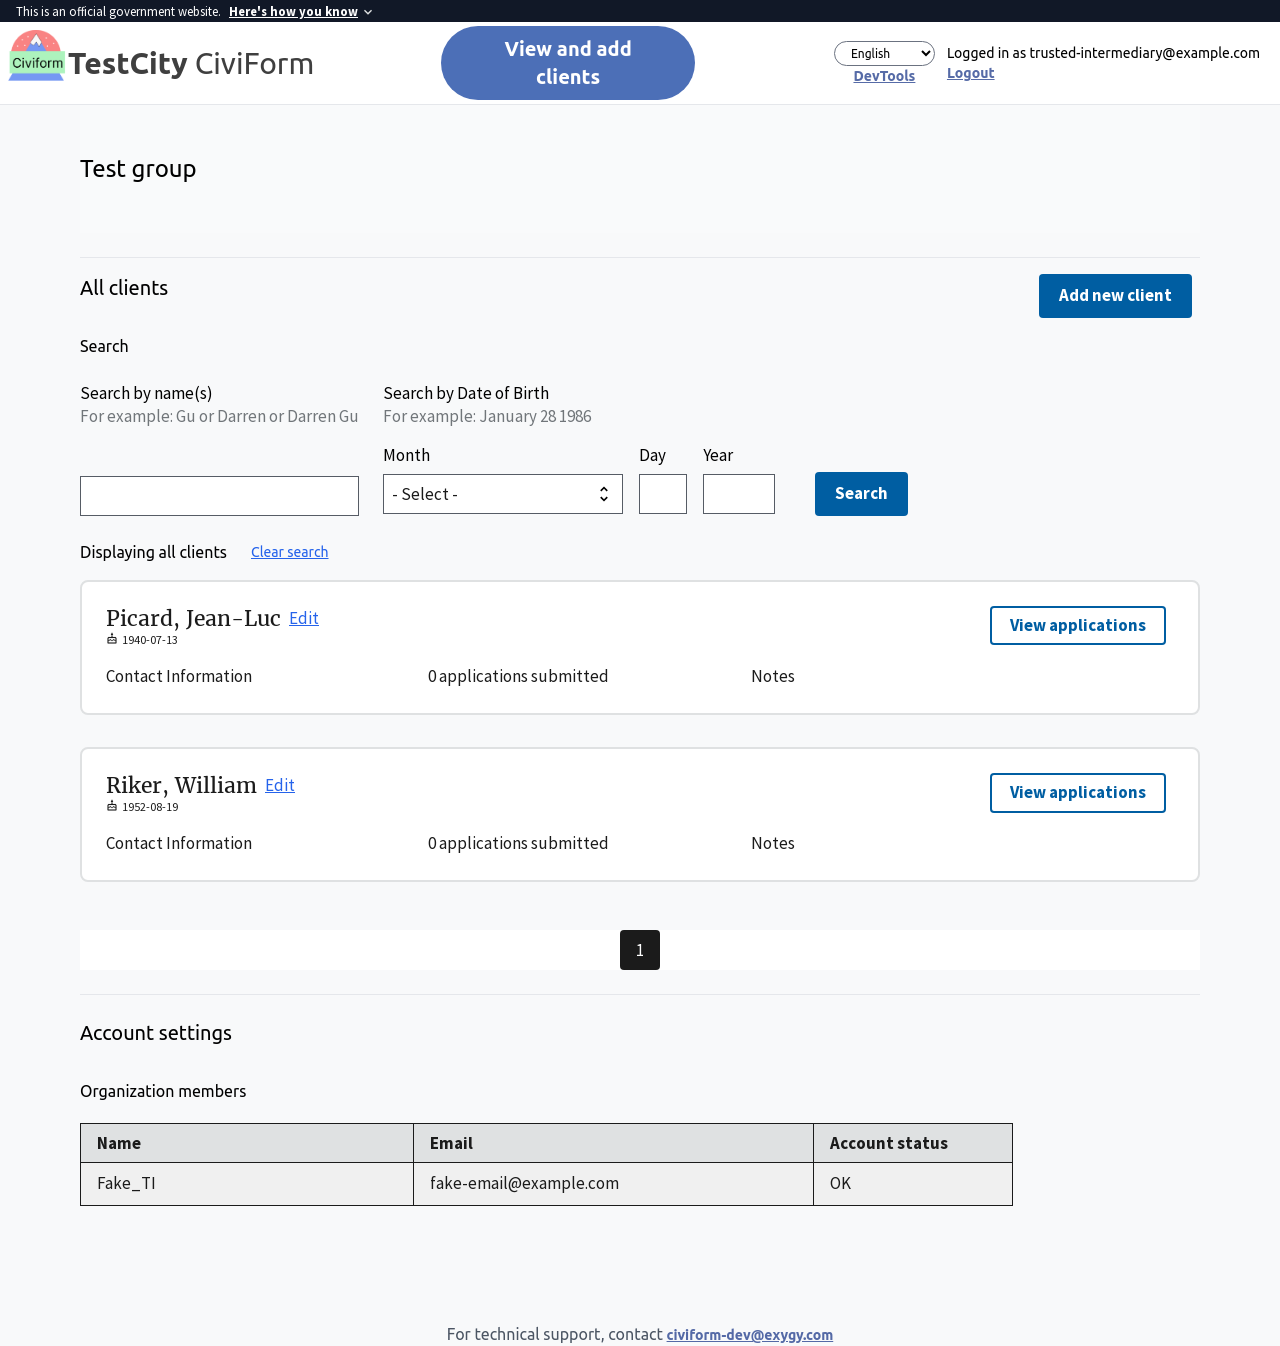 This is an official government website. Here's how you know
Civiform
TestCity CiviForm
View and add
clients
English
DevTools
Logged in as trusted-intermediary@example.com
Logout
Test group
All clients
Add new client
Search
Search by name(s)
For example: Gu or Darren or Darren Gu
Search by Date of Birth
For example: January 28 1986
Month
Day
Year
- Select -
Search
Displaying all clients
Clear search
Picard, Jean-Luc Edit
1940-07-13
View applications
Contact Information
0 applications submitted
Notes
Riker, William Edit
1952-08-19
View applications
Contact Information
0 applications submitted
Notes
1
Account settings
Organization members
Name Email Account status
Fake_TI fake-email@example.com OK
For technical support, contact civiform-dev@exygy.com